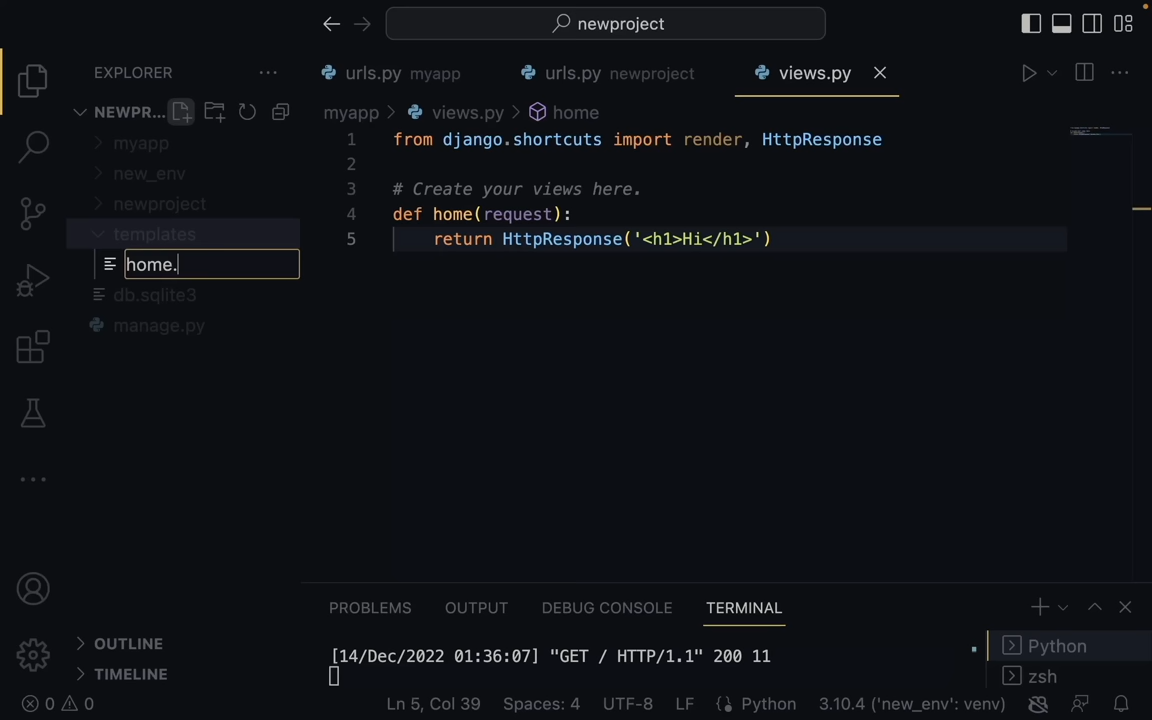 newproject
EXPLORER
urls.py myapp
urls.py newproject
views.py
NEWPR...
myapp > views.py > home
myapp
new_env
newproject
templates
home.
db.sqlite3
manage.py
1 from django.shortcuts import render, HttpResponse
2
3 # Create your views here.
4 def home(request):
5 return HttpResponse('<h1>Hi</h1>')
PROBLEMS OUTPUT DEBUG CONSOLE TERMINAL
[14/Dec/2022 01:36:07] "GET / HTTP/1.1" 200 11
Python
zsh
OUTLINE
TIMELINE
0 0 Ln 5, Col 39 Spaces: 4 UTF-8 LF Python 3.10.4 ('new_env': venv)